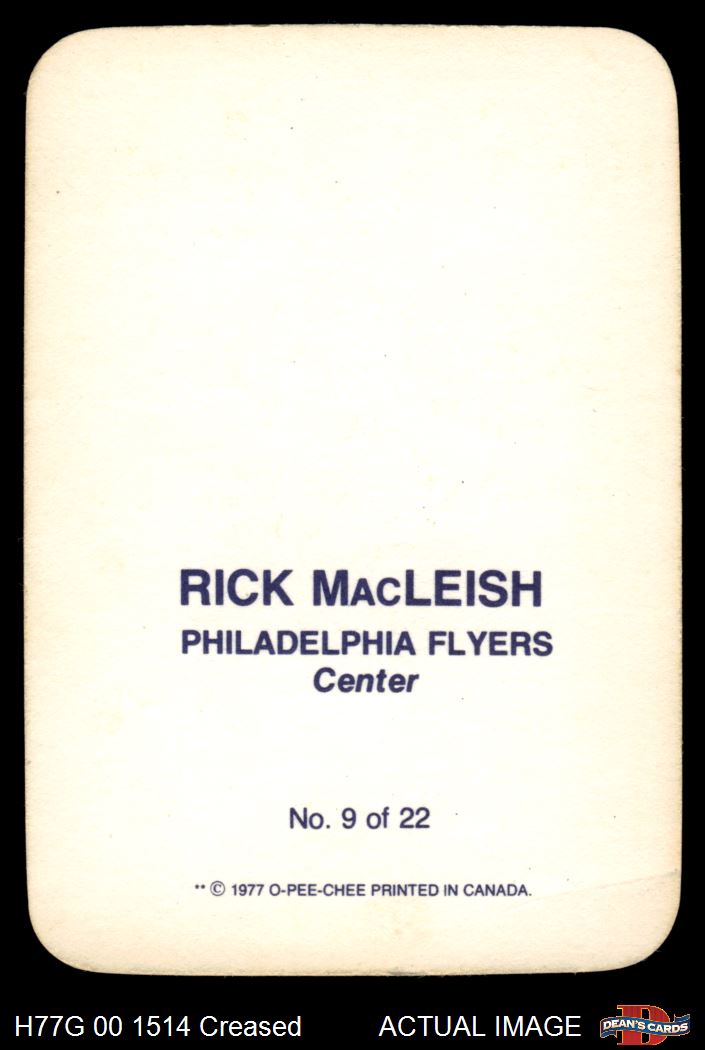 RICK MacLEISH
PHILADELPHIA FLYERS
Center
No. 9 of 22
** © 1977 O-PEE-CHEE PRINTED IN CANADA.
H77G 00 1514 Creased ACTUAL IMAGE DEAN'S CARDS